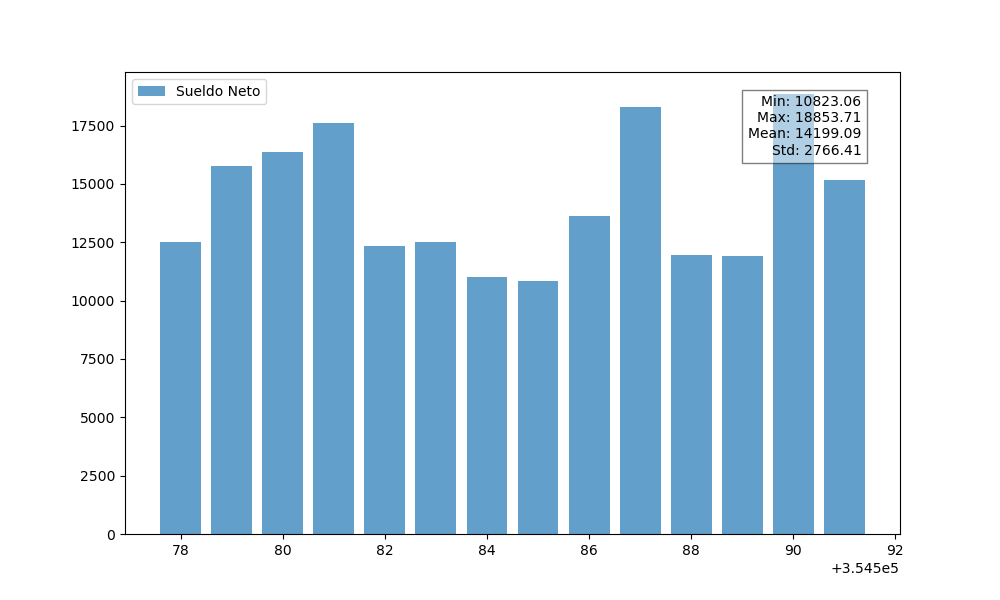 Sueldo Neto
Min: 10823.06
Max: 18853.71
Mean: 14199.09
Std: 2766.41
17500
15000
12500
10000
7500
5000
2500
0
78 80 82 84 86 88 90 92
+3.545e5